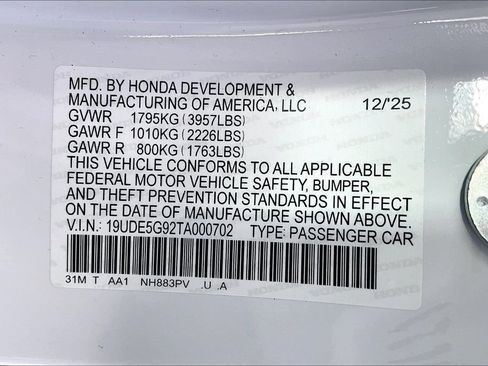 MFD. BY HONDA DEVELOPMENT &
MANUFACTURING OF AMERICA, LLC 12/'25
GVWR 1795KG (3957LBS)
GAWR F 1010KG (2226LBS)
GAWR R 800KG (1763LBS)
THIS VEHICLE CONFORMS TO ALL APPLICABLE
FEDERAL MOTOR VEHICLE SAFETY, BUMPER,
AND THEFT PREVENTION STANDARDS IN EFFECT
ON THE DATE OF MANUFACTURE SHOWN ABOVE.
V.I.N.: 19UDE5G92TA000702 TYPE: PASSENGER CAR
31M T AA1 NH883PV .U .A